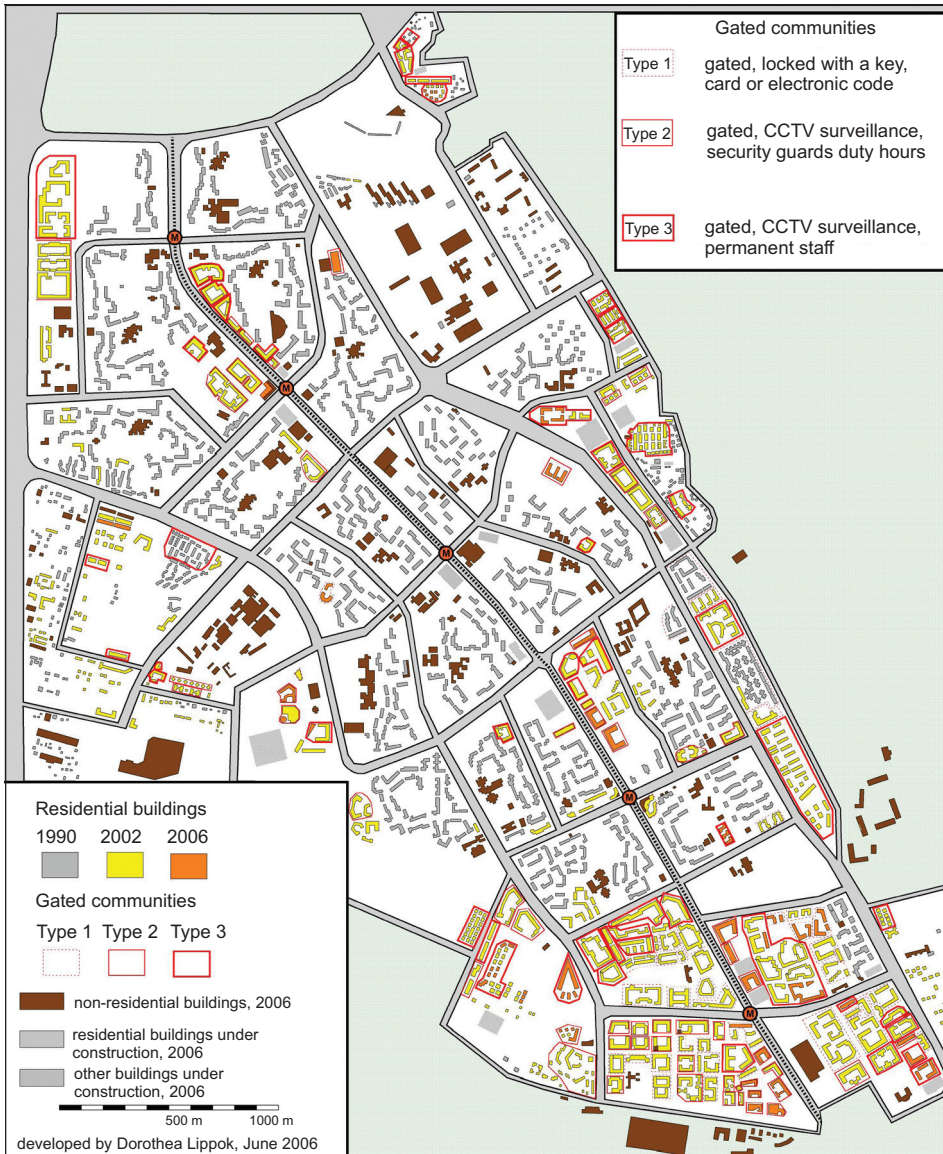 Gated communities
Type 1
gated, locked with a key,
card or electronic code
Type 2
gated, CCTV surveillance,
security guards duty hours
Type 3
gated, CCTV surveillance,
permanent staff
M
M
M
M
M
Residential buildings
1990 2002 2006
Gated communities
Type 1 Type 2 Type 3
non-residential buildings, 2006
residential buildings under
construction, 2006
other buildings under
construction, 2006
500 m 1000 m
developed by Dorothea Lippok, June 2006